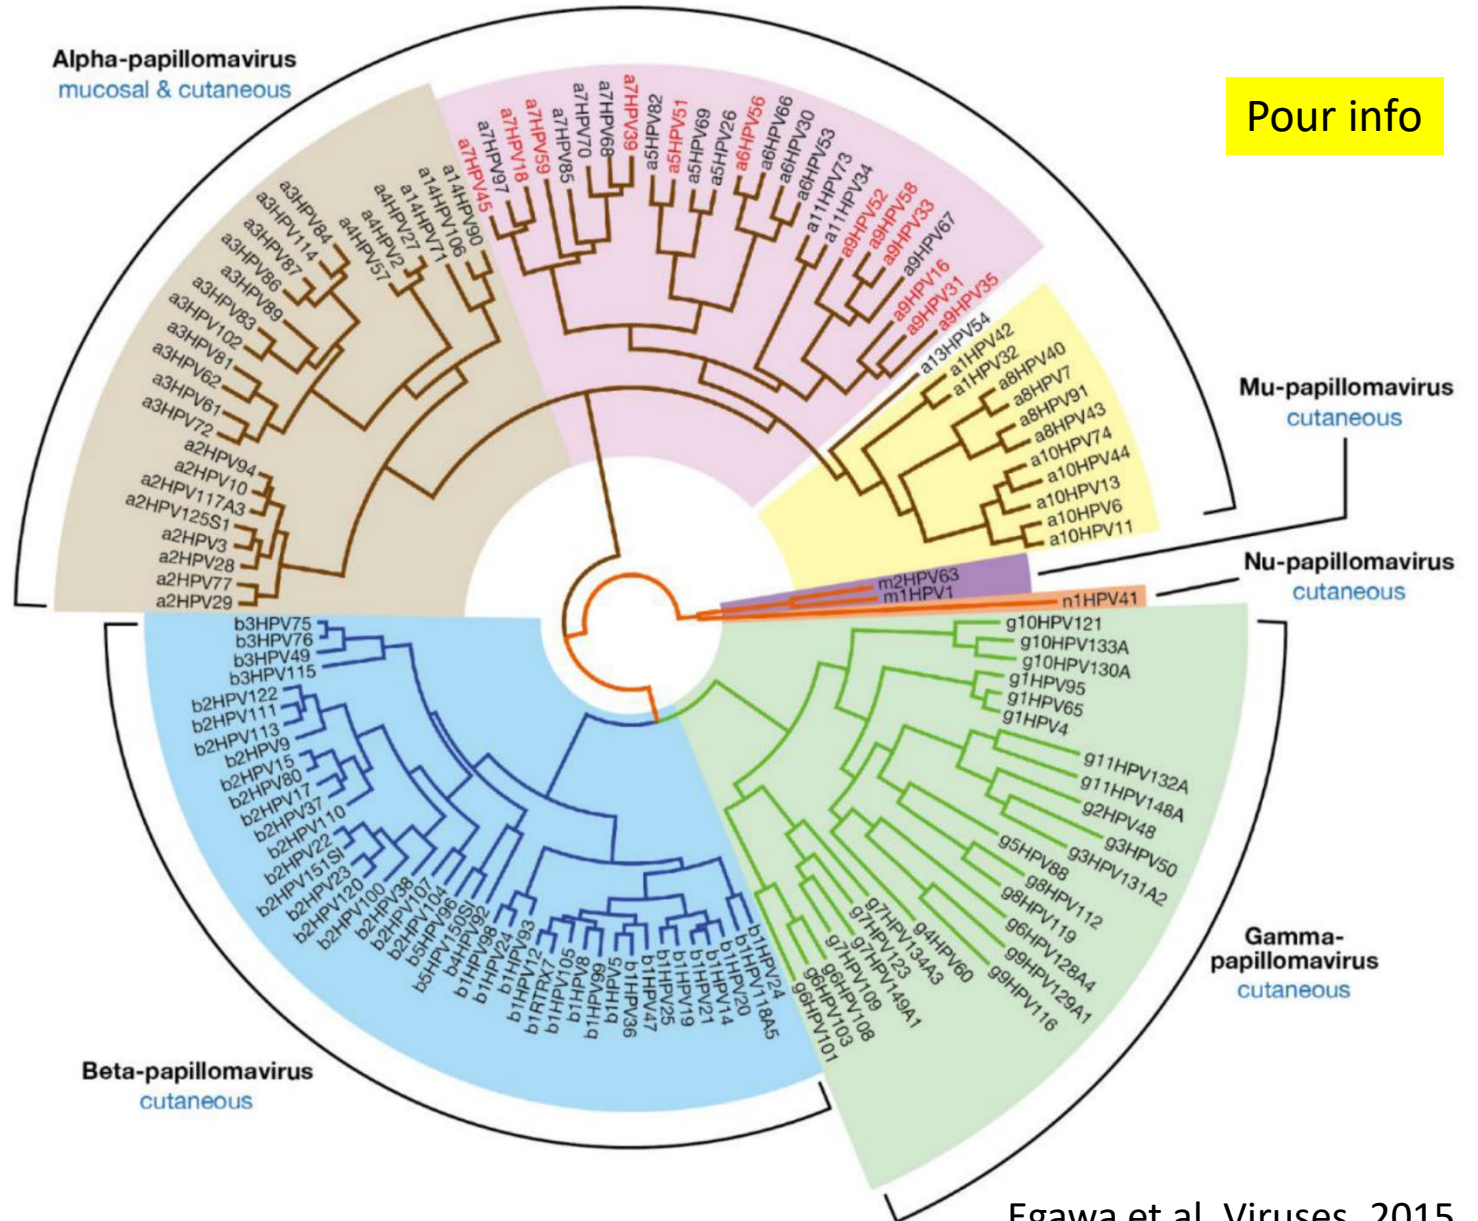 Alpha-papillomavirus
mucosal & cutaneous
Pour info
a2HPV29
a2HPV77
a2HPV28
a2HPV3
a2HPV125S1
a2HPV117A3
a2HPV10
a2HPV94
a3HPV72
a3HPV61
a3HPV62
a3HPV81
a3HPV102
a3HPV83
a3HPV89
a3HPV86
a3HPV87
a3HPV114
a3HPV84
a4HPV57
a4HPV2
a4HPV27
a14HPV71
a14HPV106
a14HPV90
a7HPV45
a7HPV97
a7HPV18
a7HPV59
a7HPV85
a7HPV70
a7HPV68
a7HPV39
a5HPV82
a5HPV51
a5HPV69
a5HPV26
a6HPV56
a6HPV66
a6HPV30
a6HPV53
a11HPV73
a11HPV34
a9HPV52
a9HPV58
a9HPV33
a9HPV67
a9HPV16
a9HPV31
a9HPV35
a13HPV54
a1HPV42
a1HPV32
a8HPV40
a8HPV7
a8HPV91
a8HPV43
a10HPV74
a10HPV44
a10HPV13
a10HPV6
a10HPV11
Mu-papillomavirus
cutaneous
m2HPV63
m1HPV1
Nu-papillomavirus
cutaneous
n1HPV41
g10HPV121
g10HPV133A
g10HPV130A
g1HPV95
g1HPV65
g1HPV4
g11HPV132A
g11HPV148A
g2HPV48
g3HPV50
g3HPV131A2
g5HPV88
g8HPV112
g8HPV119
g6HPV128A4
g9HPV129A1
g9HPV116
g4HPV60
g7HPV134A3
g7HPV123
g7HPV149A1
g7HPV109
g6HPV108
g6HPV103
g6HPV101
Gamma-
papillomavirus
cutaneous
b3HPV75
b3HPV76
b3HPV49
b3HPV115
b2HPV122
b2HPV111
b2HPV113
b2HPV9
b2HPV15
b2HPV80
b2HPV17
b2HPV37
b2HPV110
b2HPV22
b2HPV151SI
b2HPV23
b2HPV120
b2HPV100
b2HPV38
b2HPV107
b2HPV104
b5HPV96
b5HPV150SI
b4HPV92
b1HPV98
b1HPV24
b1HPV93
b1HPV12
b1RTRX7
b1HPV105
b1HPV8
b1HPV99
b1HPV5
b1HPV36
b1HPV47
b1HPV25
b1HPV19
b1HPV21
b1HPV14
b1HPV20
b1HPV118A5
b1HPV24
Beta-papillomavirus
cutaneous
Egawa et al, Viruses, 2015